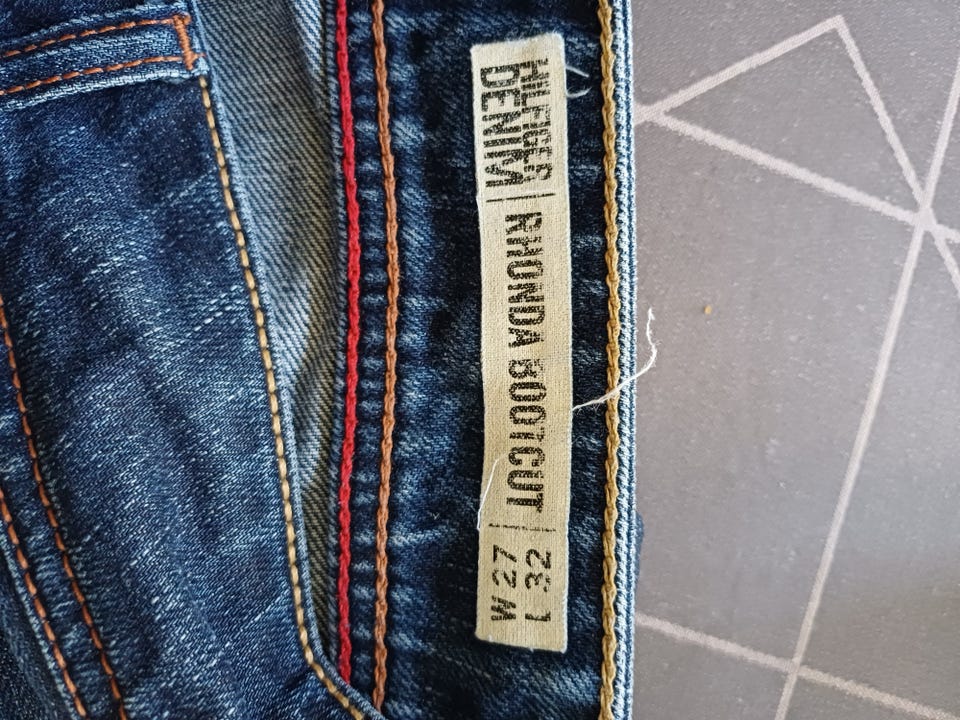 HILFIGER
DENIM
RHONDA BOOTCUT
W 27
L 32